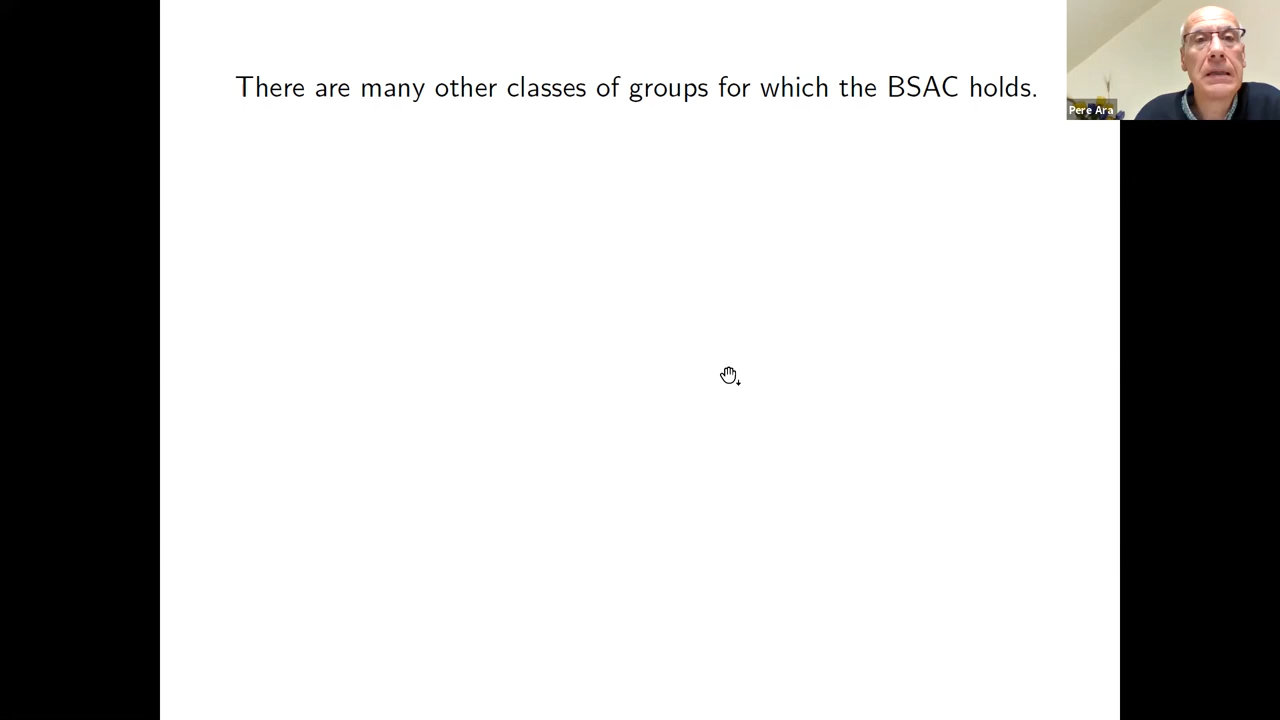 There are many other classes of groups for which the BSAC holds.
Pere Ara